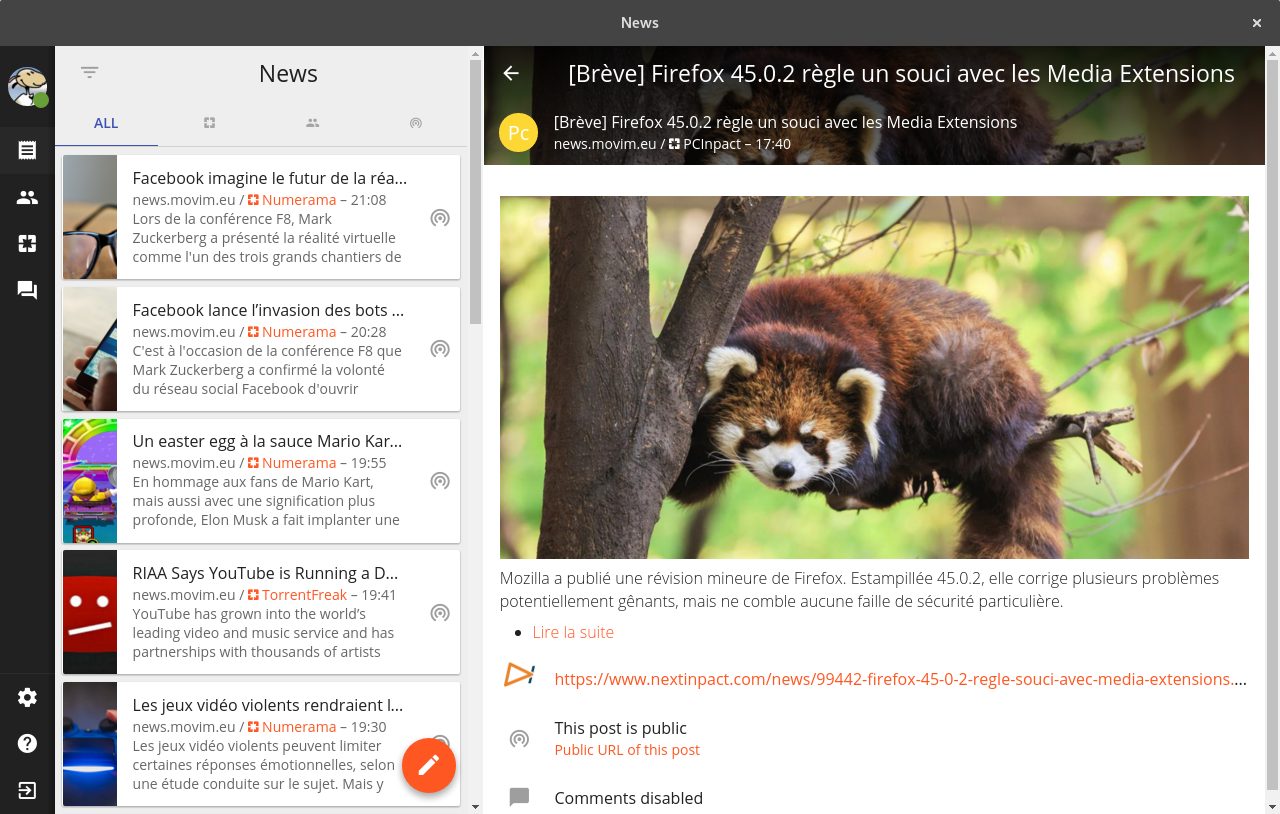 News
News
ALL
Facebook imagine le futur de la réa...
news.movim.eu / Numerama – 21:08
Lors de la conférence F8, Mark
Zuckerberg a présenté la réalité virtuelle
comme l'un des trois grands chantiers de
Facebook lance l’invasion des bots ...
news.movim.eu / Numerama – 20:28
C'est à l'occasion de la conférence F8 que
Mark Zuckerberg a confirmé la volonté
du réseau social Facebook d'ouvrir
Un easter egg à la sauce Mario Kar...
news.movim.eu / Numerama – 19:55
En hommage aux fans de Mario Kart,
mais aussi avec une signification plus
profonde, Elon Musk a fait implanter une
RIAA Says YouTube is Running a D...
news.movim.eu / TorrentFreak – 19:41
YouTube has grown into the world’s
leading video and music service and has
partnerships with thousands of artists
Les jeux vidéo violents rendraient l...
news.movim.eu / Numerama – 19:30
Les jeux vidéo violents peuvent limiter
certaines réponses émotionnelles, selon
une étude conduite sur le sujet. Mais y
[Brève] Firefox 45.0.2 règle un souci avec les Media Extensions
Pc
[Brève] Firefox 45.0.2 règle un souci avec les Media Extensions
news.movim.eu / PCInpact – 17:40
Mozilla a publié une révision mineure de Firefox. Estampillée 45.0.2, elle corrige plusieurs problèmes
potentiellement gênants, mais ne comble aucune faille de sécurité particulière.
Lire la suite
https://www.nextinpact.com/news/99442-firefox-45-0-2-regle-souci-avec-media-extensions....
This post is public
Public URL of this post
Comments disabled